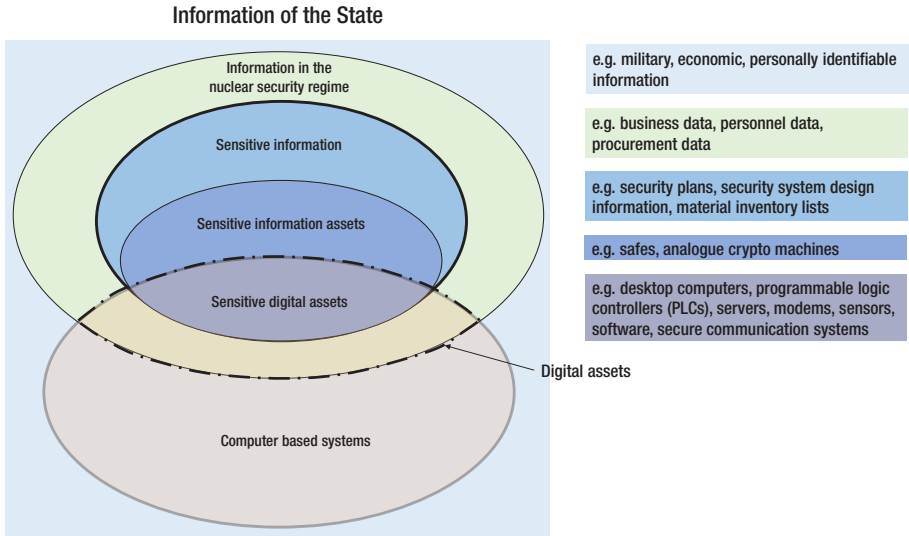 Information of the State
Information in the
nuclear security regime
Sensitive information
Sensitive information assets
Sensitive digital assets
Computer based systems
Digital assets
e.g. military, economic, personally identifiable
information
e.g. business data, personnel data,
procurement data
e.g. security plans, security system design
information, material inventory lists
e.g. safes, analogue crypto machines
e.g. desktop computers, programmable logic
controllers (PLCs), servers, modems, sensors,
software, secure communication systems